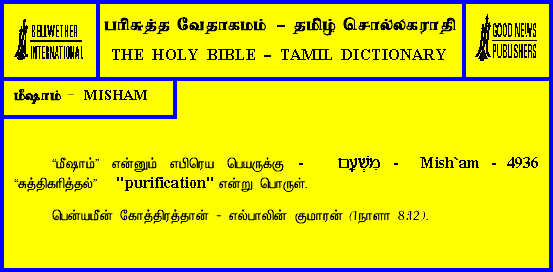 BELLWETHER
INTERNATIONAL
பரிசுத்த வேதாகமம் – தமிழ் சொல்லகராதி
THE HOLY BIBLE – TAMIL DICTIONARY
GOOD NEWS
PUBLISHERS
மீஷாம் - MISHAM
“மீஷாம்” என்னும் எபிரெய பெயருக்கு - מִשְׁעָם - Mish`am - 4936
“சுத்திகரித்தல்” "purification" என்று பொருள்.
பென்யமீன் கோத்திரத்தான் - எல்பாலின் குமாரன் (1நாளா 8:12).